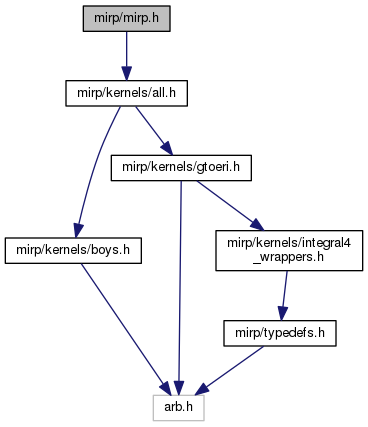 mirp/mirp.h
mirp/kernels/all.h
mirp/kernels/gtoeri.h
mirp/kernels/boys.h
mirp/kernels/integral4
_wrappers.h
mirp/typedefs.h
arb.h